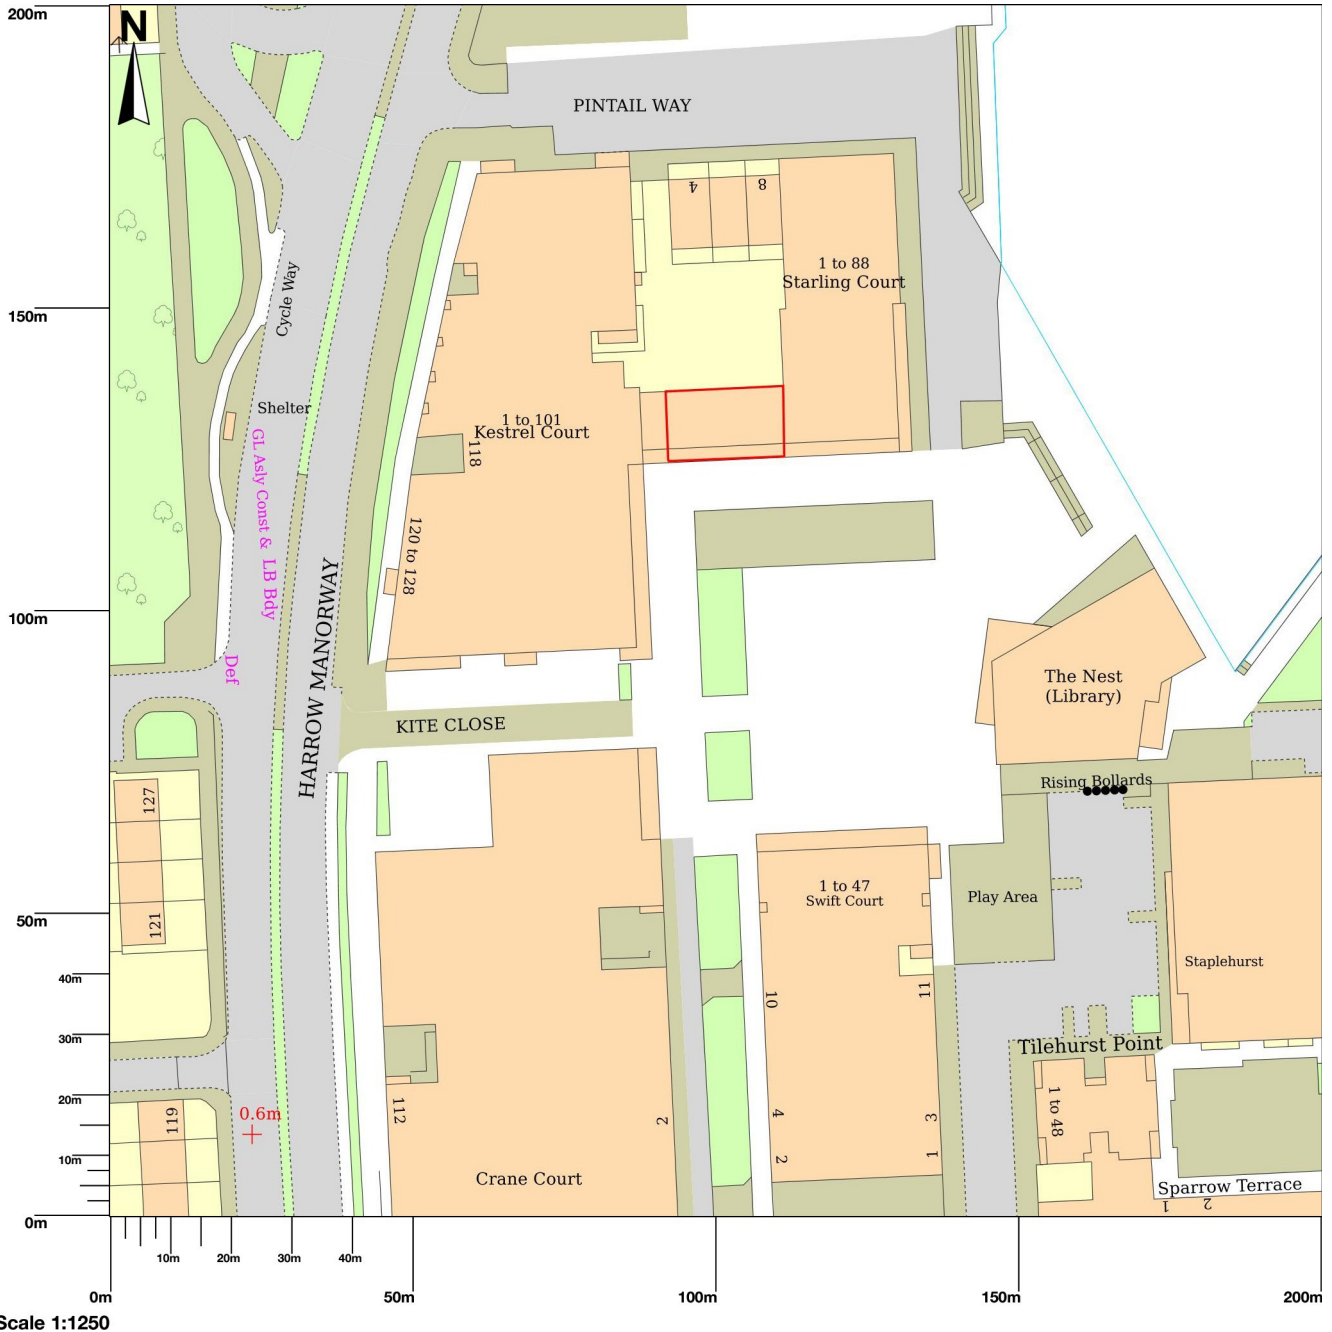 200m
N
PINTAIL WAY
4
8
1 to 88
Starling Court
Cycle Way
150m
Shelter
1 to 101
Kestrel Court
118
GL Asly Const & LB Bdy
120 to 128
HARROW MANORWAY
100m
Def
The Nest
(Library)
KITE CLOSE
Rising Bollards
127
121
1 to 47
Swift Court
Play Area
50m
40m
Staplehurst
10
11
30m
Tilehurst Point
20m
0.6m
119
112
2
4
3
1 to 48
10m
2
1
Crane Court
Sparrow Terrace
1
2
0m
10m
20m
30m
40m
0m
50m
100m
150m
200m
Scale 1:1250